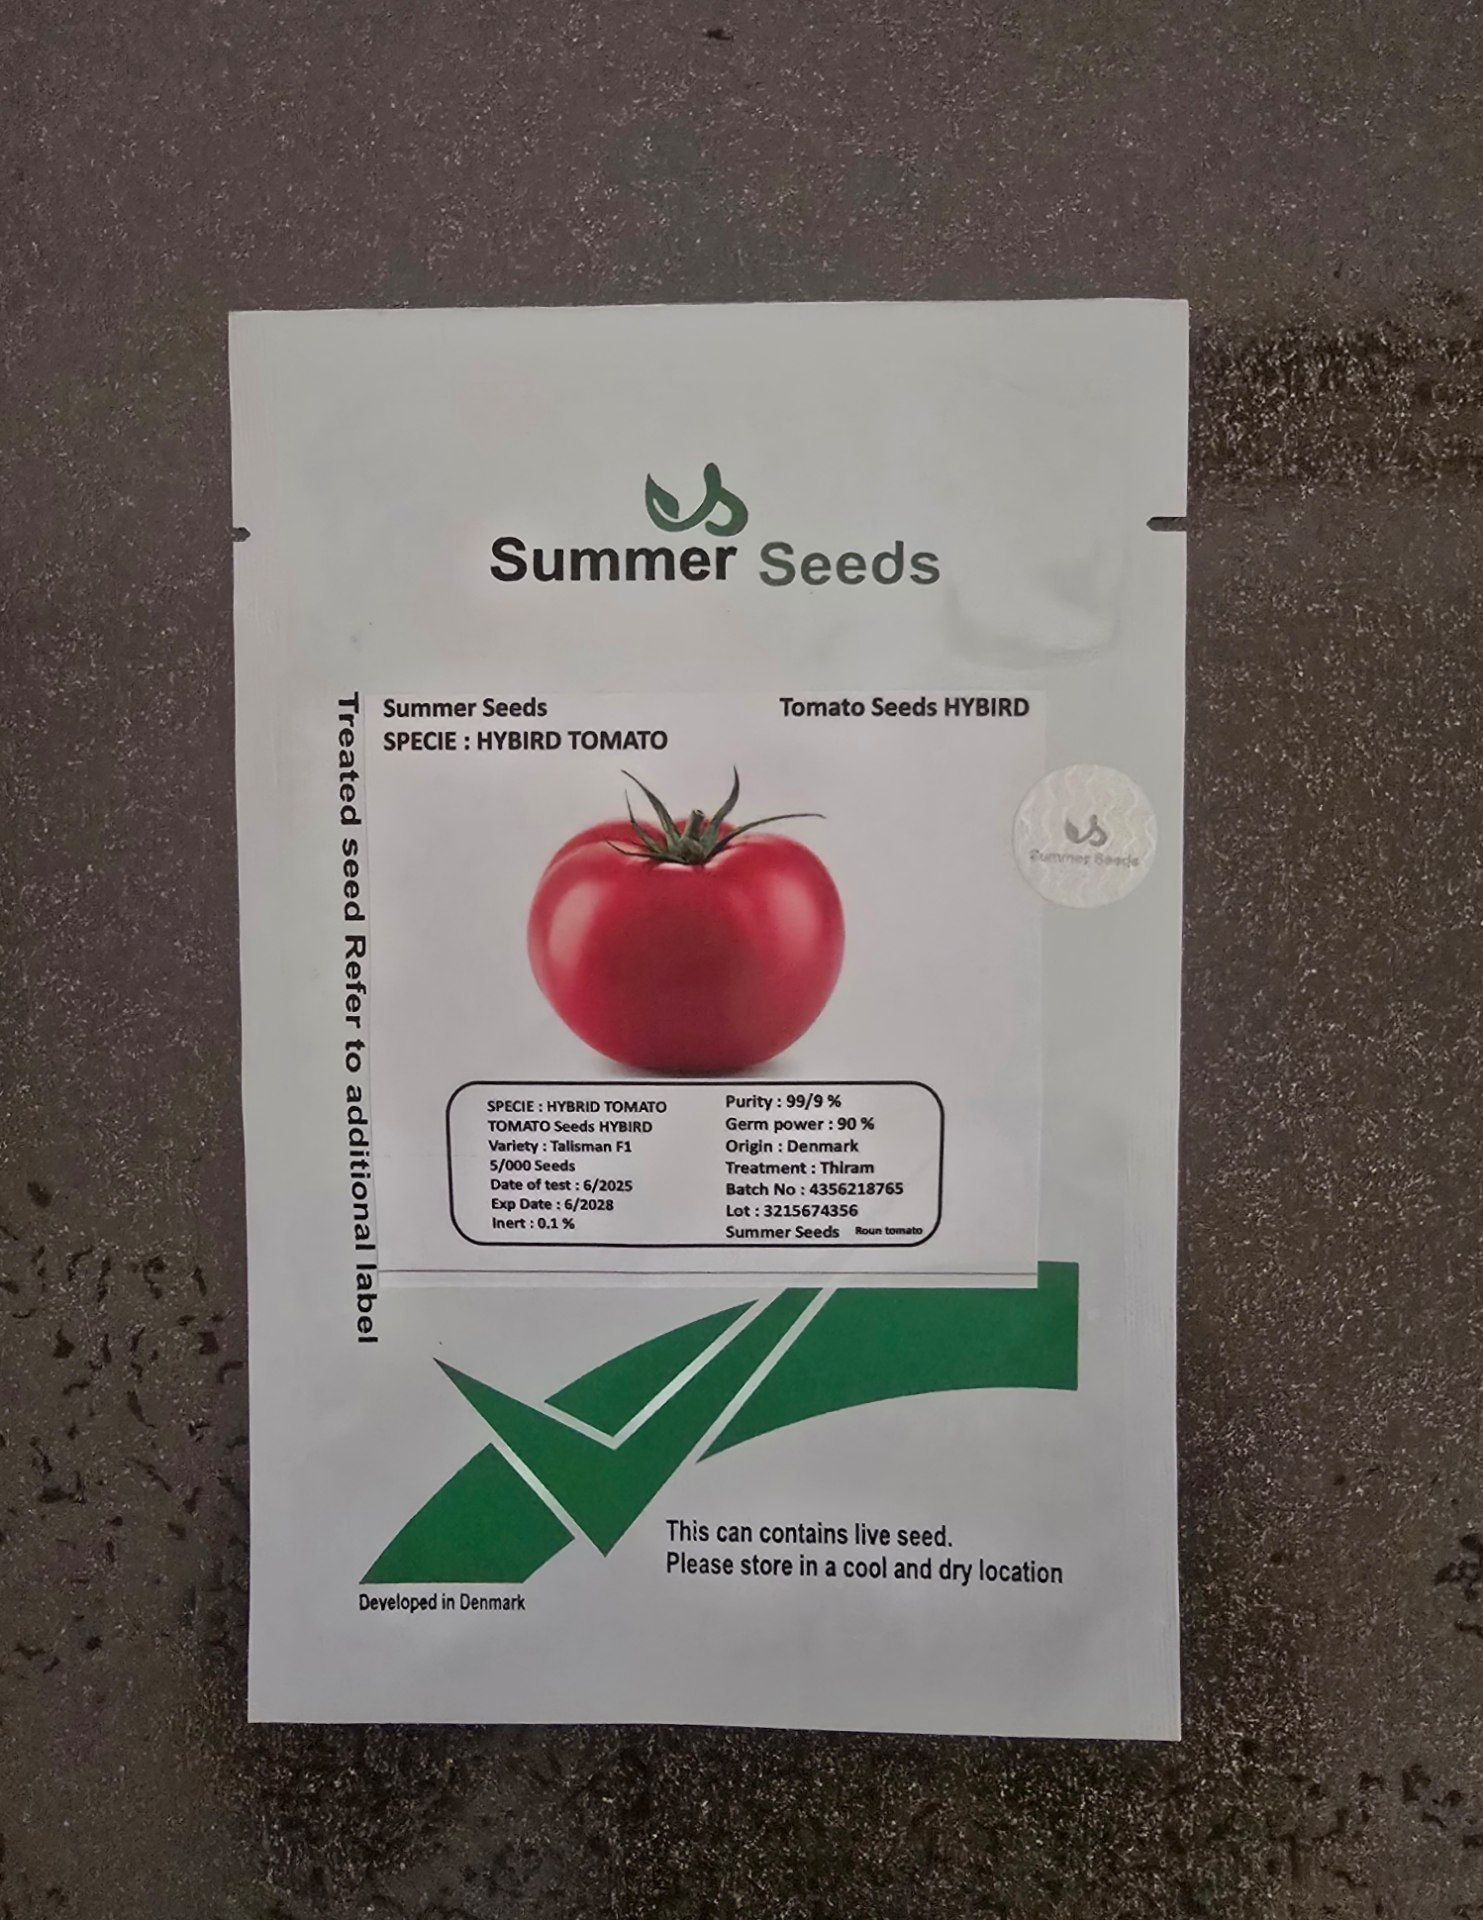 Summer Seeds
Summer Seeds
Tomato Seeds HYBIRD
SPECIE : HYBIRD TOMATO
Treated seed Refer to additional label
Summer Seeds
SPECIE : HYBRID TOMATO
TOMATO Seeds HYBIRD
Variety : Talisman F1
5/000 Seeds
Date of test : 6/2025
Exp Date : 6/2028
Inert : 0.1 %
Purity : 99/9 %
Germ power : 90 %
Origin : Denmark
Treatment : Thiram
Batch No : 4356218765
Lot : 3215674356
Summer Seeds Roun tomato
This can contains live seed.
Please store in a cool and dry location
Developed in Denmark